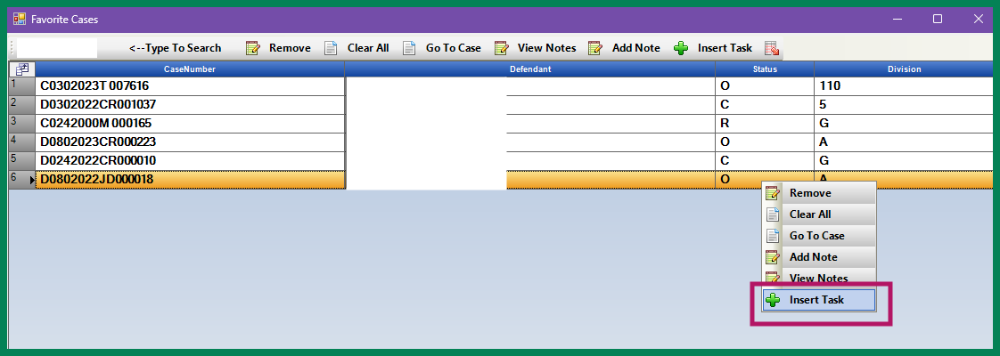 Favorite Cases
<--Type To Search Remove Clear All Go To Case View Notes Add Note Insert Task
CaseNumber Defendant Status Division
1 C0302023T 007616 O 110
2 D0302022CR001037 C 5
3 C0242000M 000165 R G
4 D0802023CR000223 O A
5 D0242022CR000010 C G
6 D0802022JD000018 O A
Remove
Clear All
Go To Case
Add Note
View Notes
Insert Task